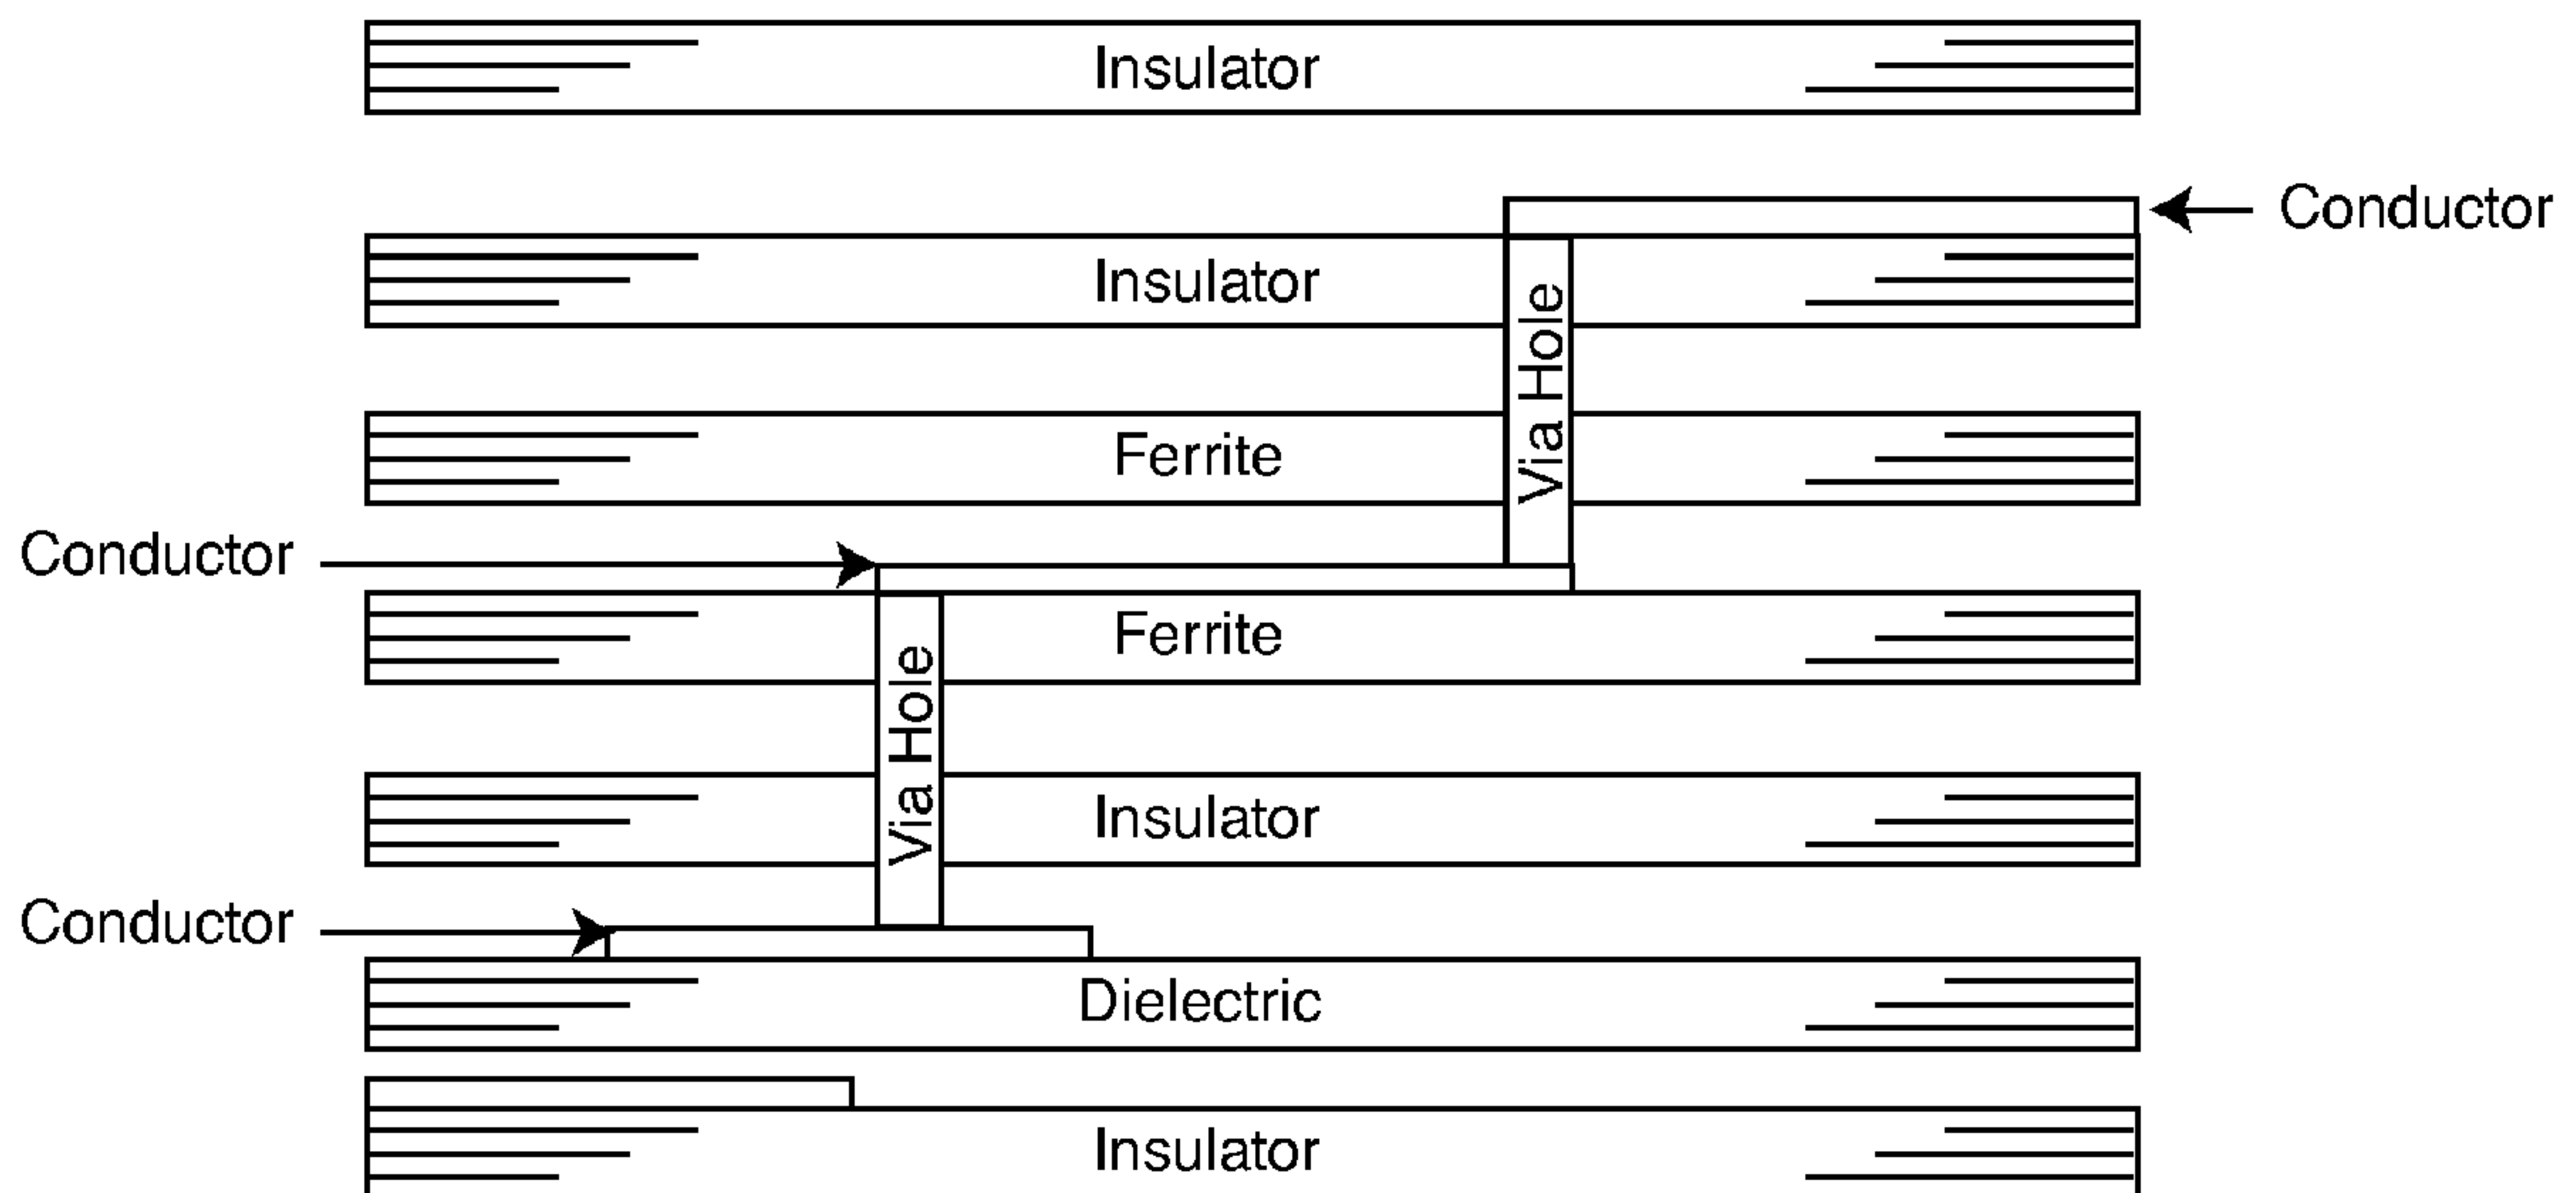 Insulator
Conductor
Insulator
Via Hole
Ferrite
Conductor
Ferrite
Via Hole
Insulator
Conductor
Dielectric
Insulator